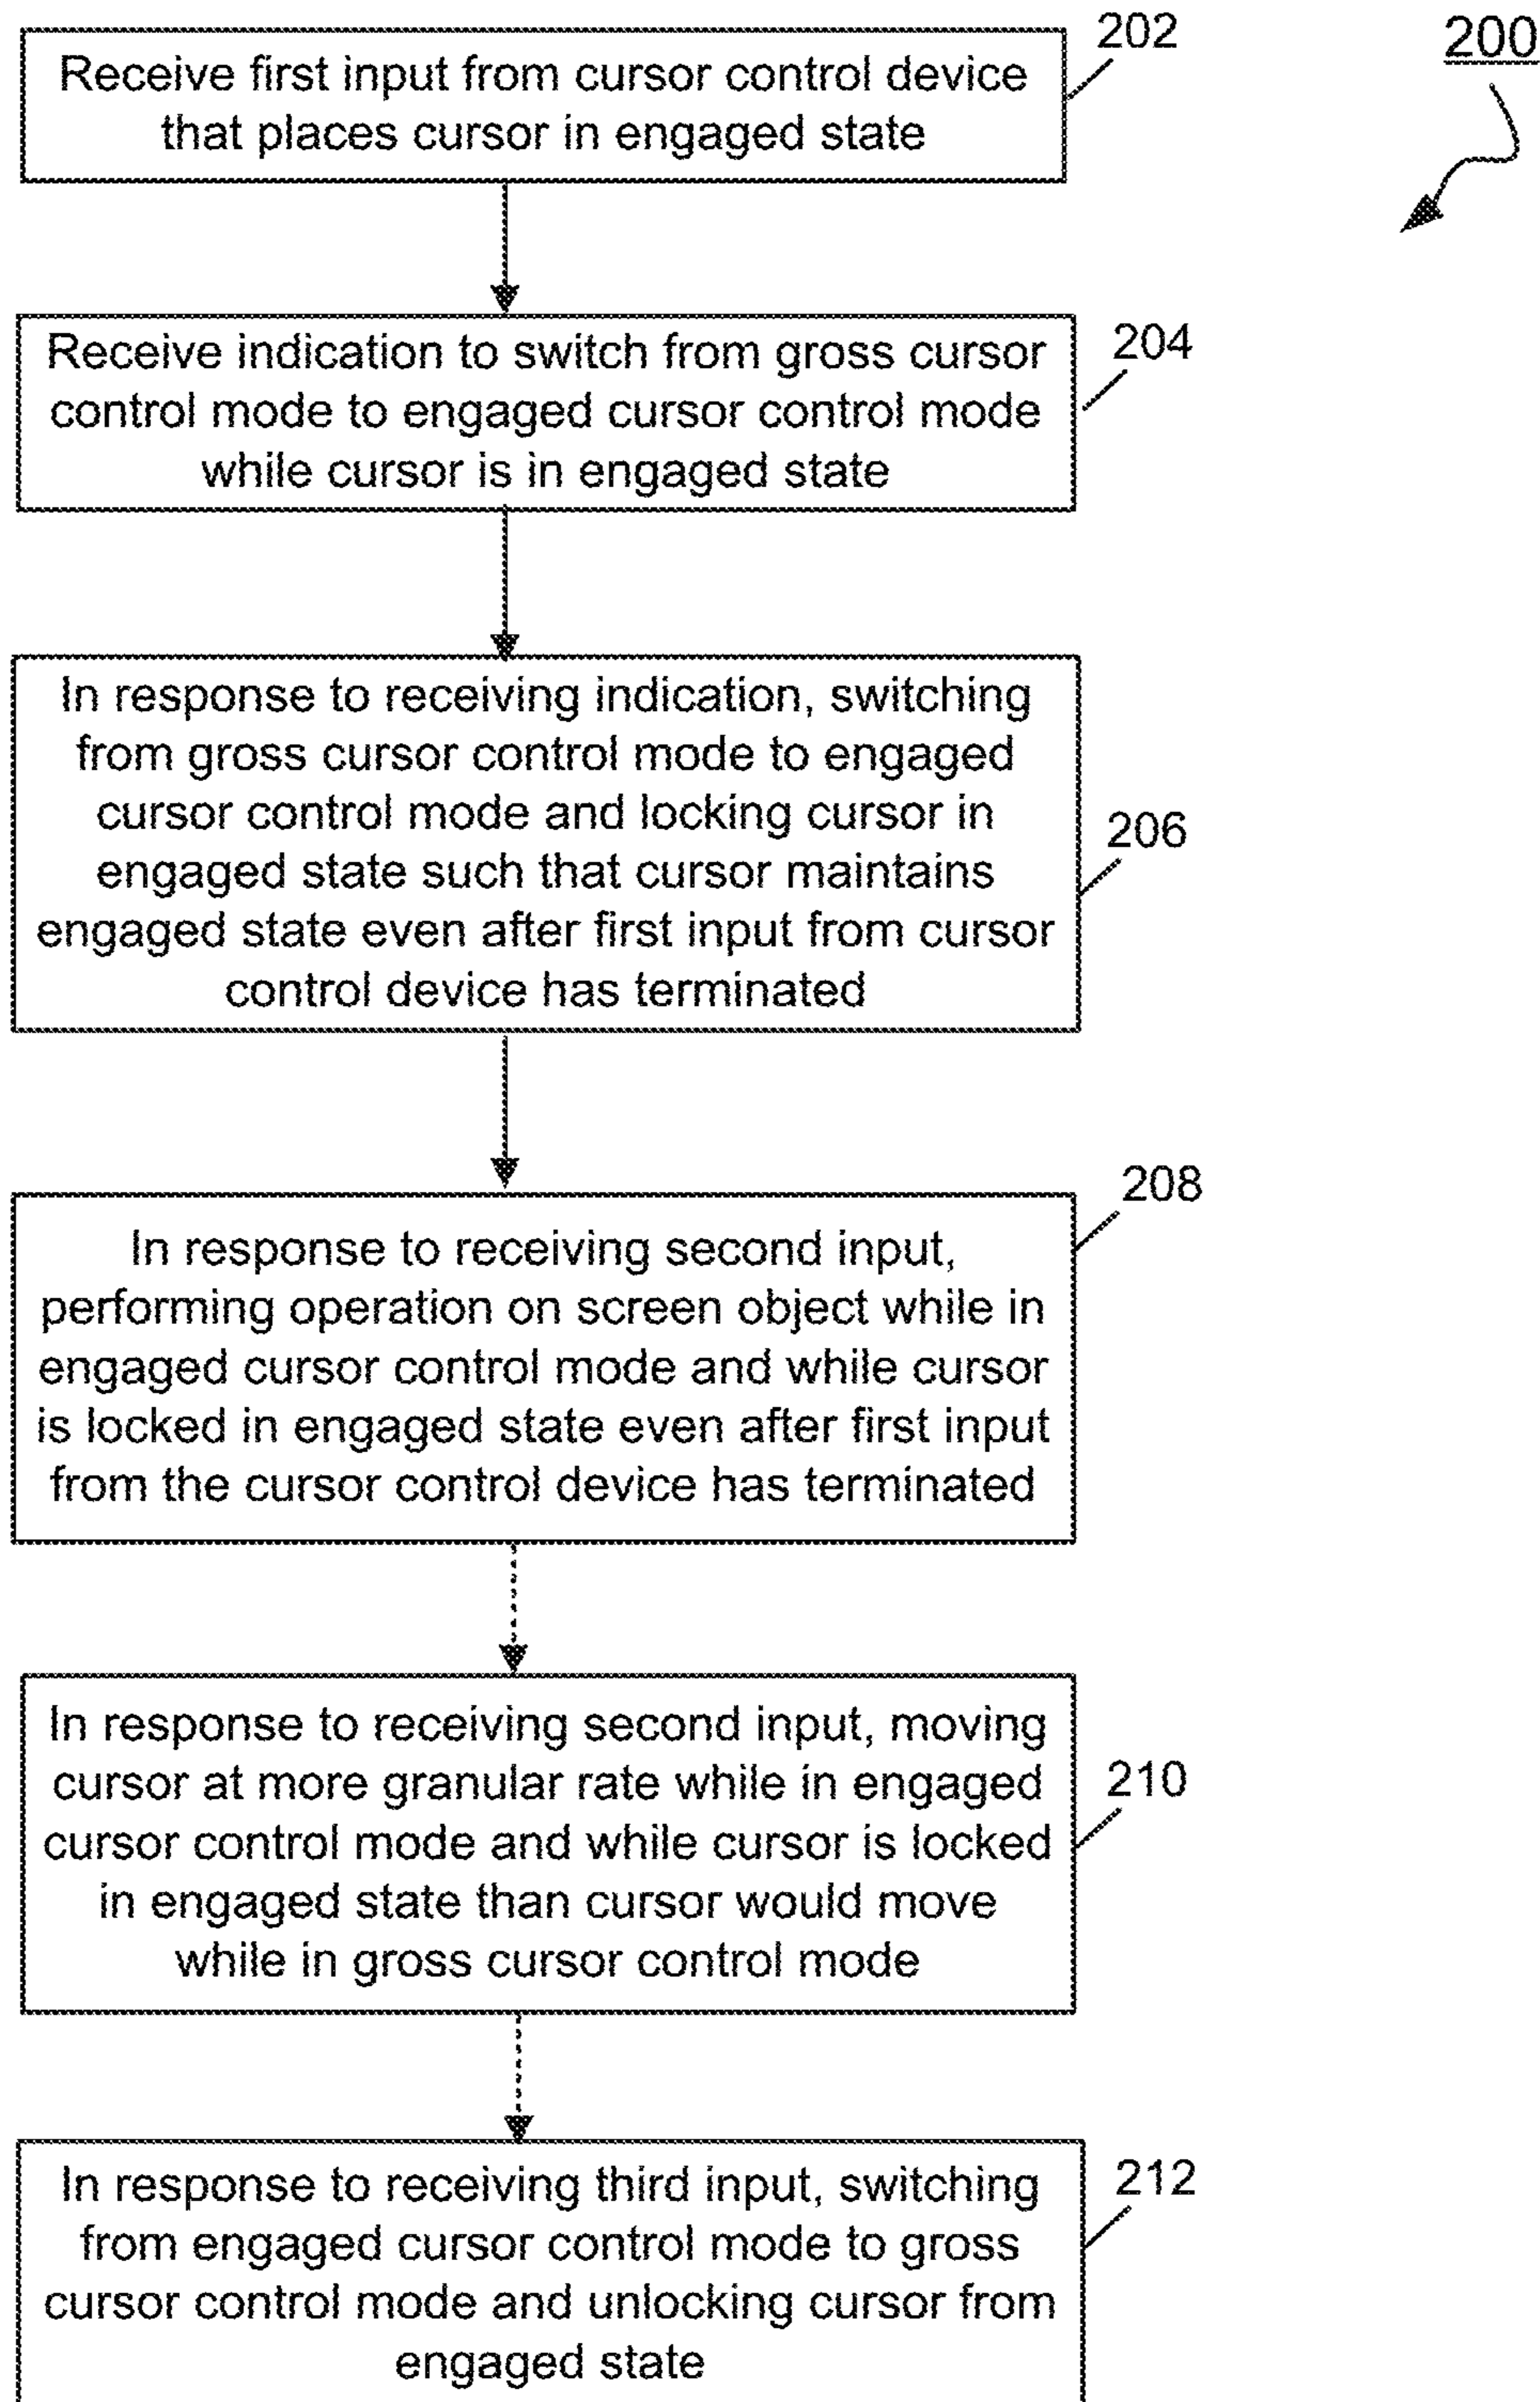 200
202
Receive first input from cursor control device
that places cursor in engaged state
204
Receive indication to switch from gross cursor
control mode to engaged cursor control mode
while cursor is in engaged state
206
In response to receiving indication, switching
from gross cursor control mode to engaged
cursor control mode and locking cursor in
engaged state such that cursor maintains
engaged state even after first input from cursor
control device has terminated
208
In response to receiving second input,
performing operation on screen object while in
engaged cursor control mode and while cursor
is locked in engaged state even after first input
from the cursor control device has terminated
210
In response to receiving second input, moving
cursor at more granular rate while in engaged
cursor control mode and while cursor is locked
in engaged state than cursor would move
while in gross cursor control mode
212
In response to receiving third input, switching
from engaged cursor control mode to gross
cursor control mode and unlocking cursor from
engaged state